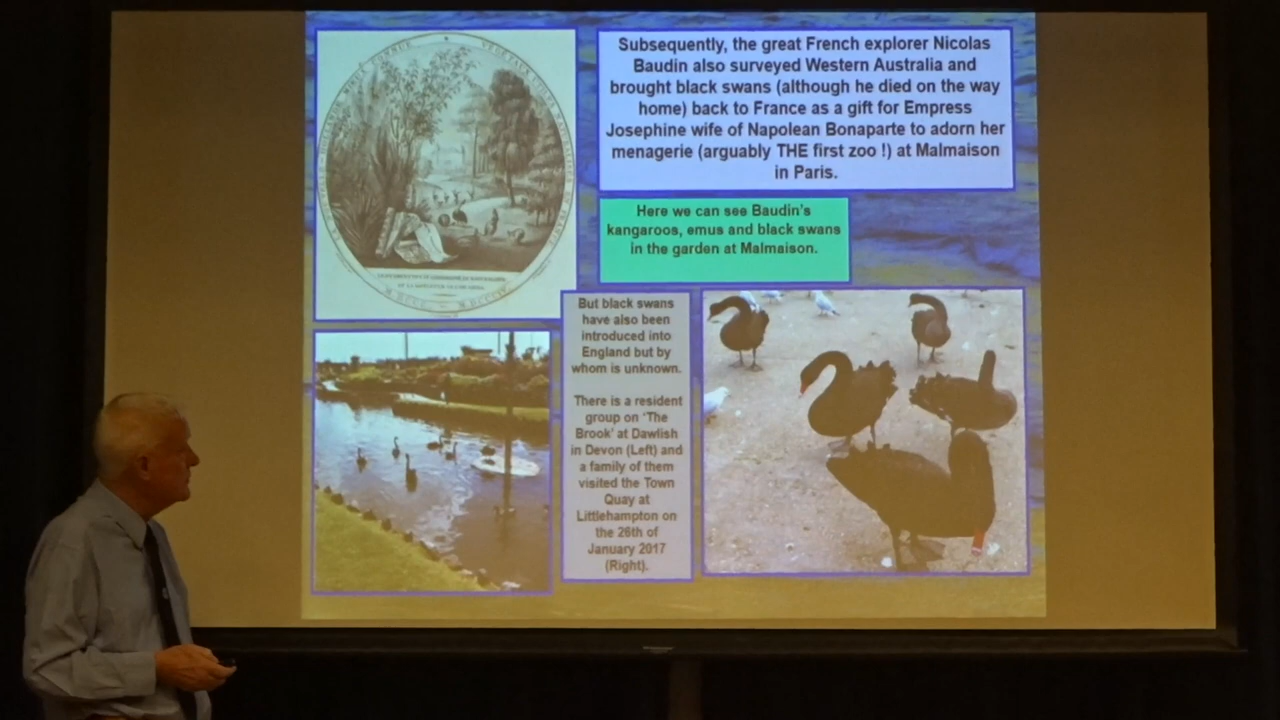 Subsequently, the great French explorer Nicolas
Baudin also surveyed Western Australia and
brought black swans (although he died on the way
home) back to France as a gift for Empress
Josephine wife of Napolean Bonaparte to adorn her
menagerie (arguably THE first zoo !) at Malmaison
in Paris.
Here we can see Baudin's
kangaroos, emus and black swans
in the garden at Malmaison.
But black swans
have also been
introduced into
England but by
whom is unknown.
There is a resident
group on 'The
Brook' at Dawlish
in Devon (Left) and
a family of them
visited the Town
Quay at
Littlehampton on
the 26th of
January 2017
(Right).